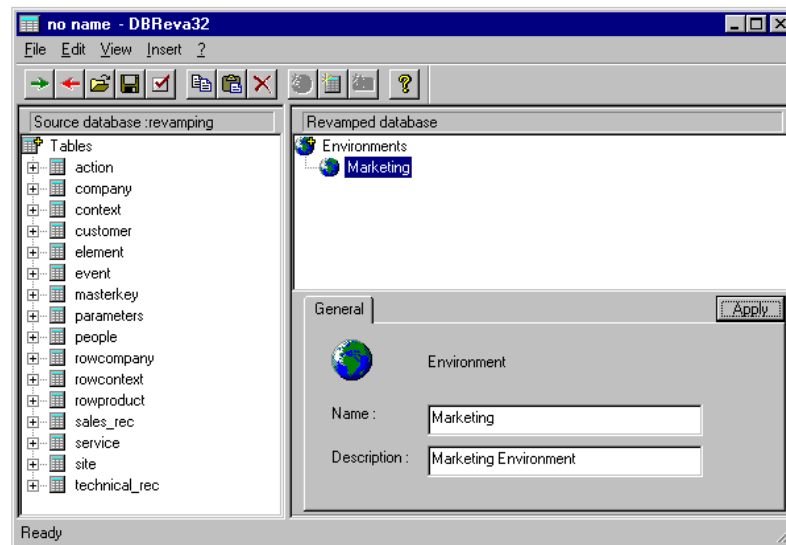 no name - DBReva32
File Edit View Insert ?
Source database :revamping
Tables
action
company
context
customer
element
event
masterkey
parameters
people
rowcompany
rowcontext
rowproduct
sales_rec
service
site
technical_rec
Revamped database
Environments
Marketing
General
Apply
Environment
Name : Marketing
Description : Marketing Environment
Ready